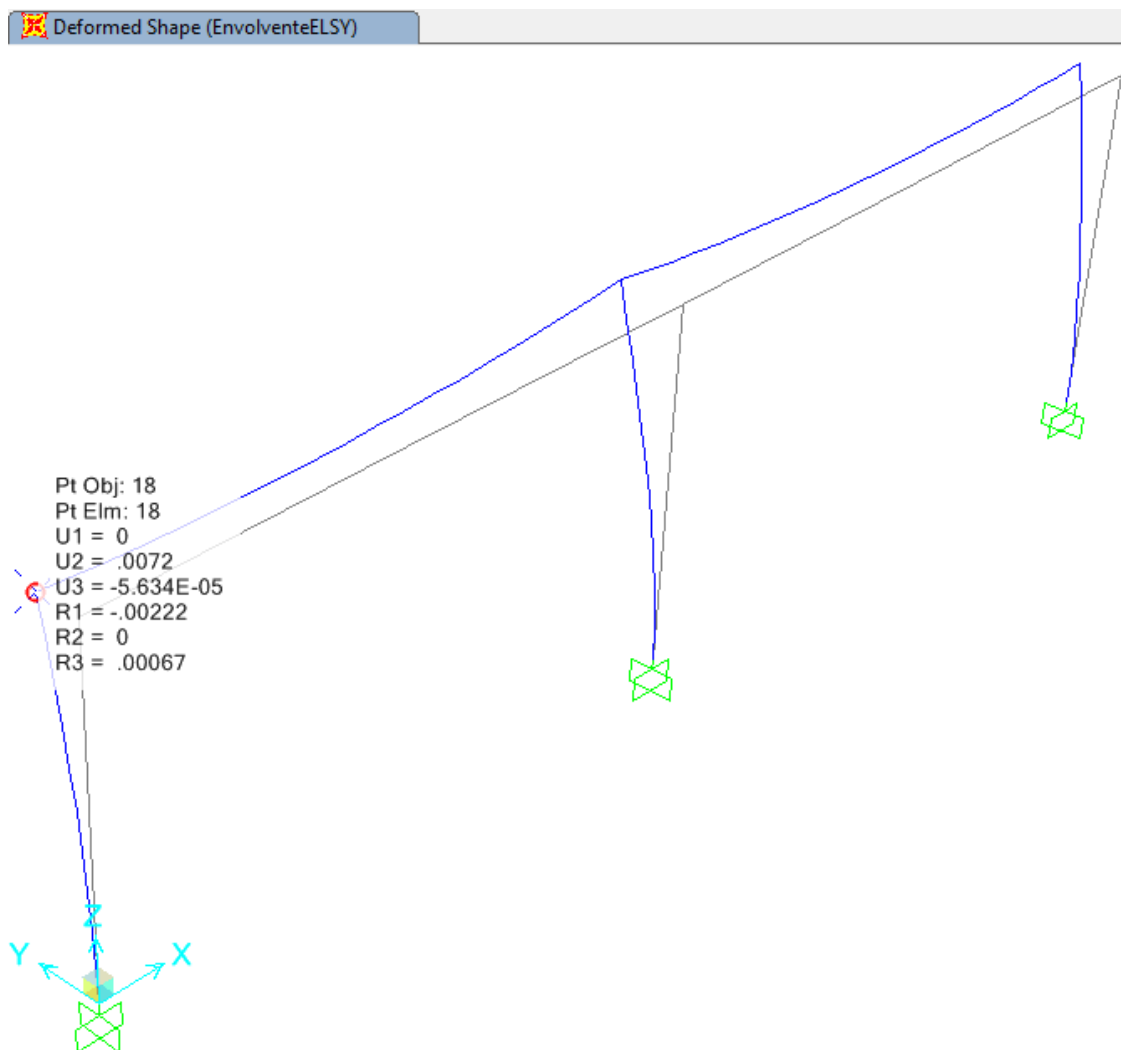 Deformed Shape (EnvolventeELSY)
Pt Obj: 18
Pt Elm: 18
U1 = 0
U2 = .0072
U3 = -5.634E-05
R1 = -.00222
R2 = 0
R3 = .00067
Z
Y
X